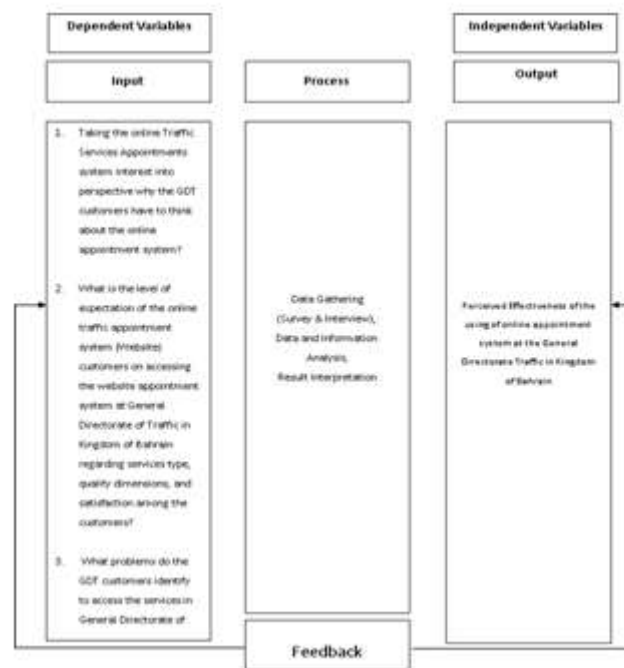 Dependent Variables
Independent Variables
Input
Process
Output
1. Taking the online Traffic
Services Appointments
system interest into
perspective why the GDT
customers have to think
about the online
appointment system?
2. What is the level of
expectation of the online
traffic appointment
system (Website)
customers on accessing
the website appointment
system at General
Directorate of Traffic in
Kingdom of Bahrain
regarding services type,
quality dimensions, and
satisfaction among the
customers?
3. What problems do the
GDT customers identify
to access the services in
General Directorate of
Data Gathering
(Survey & Interview),
Data and Information
Analysis,
Result Interpretation
Perceived Effectiveness of the
using of online appointment
system at the General
Directorate Traffic in Kingdom
of Bahrain
Feedback